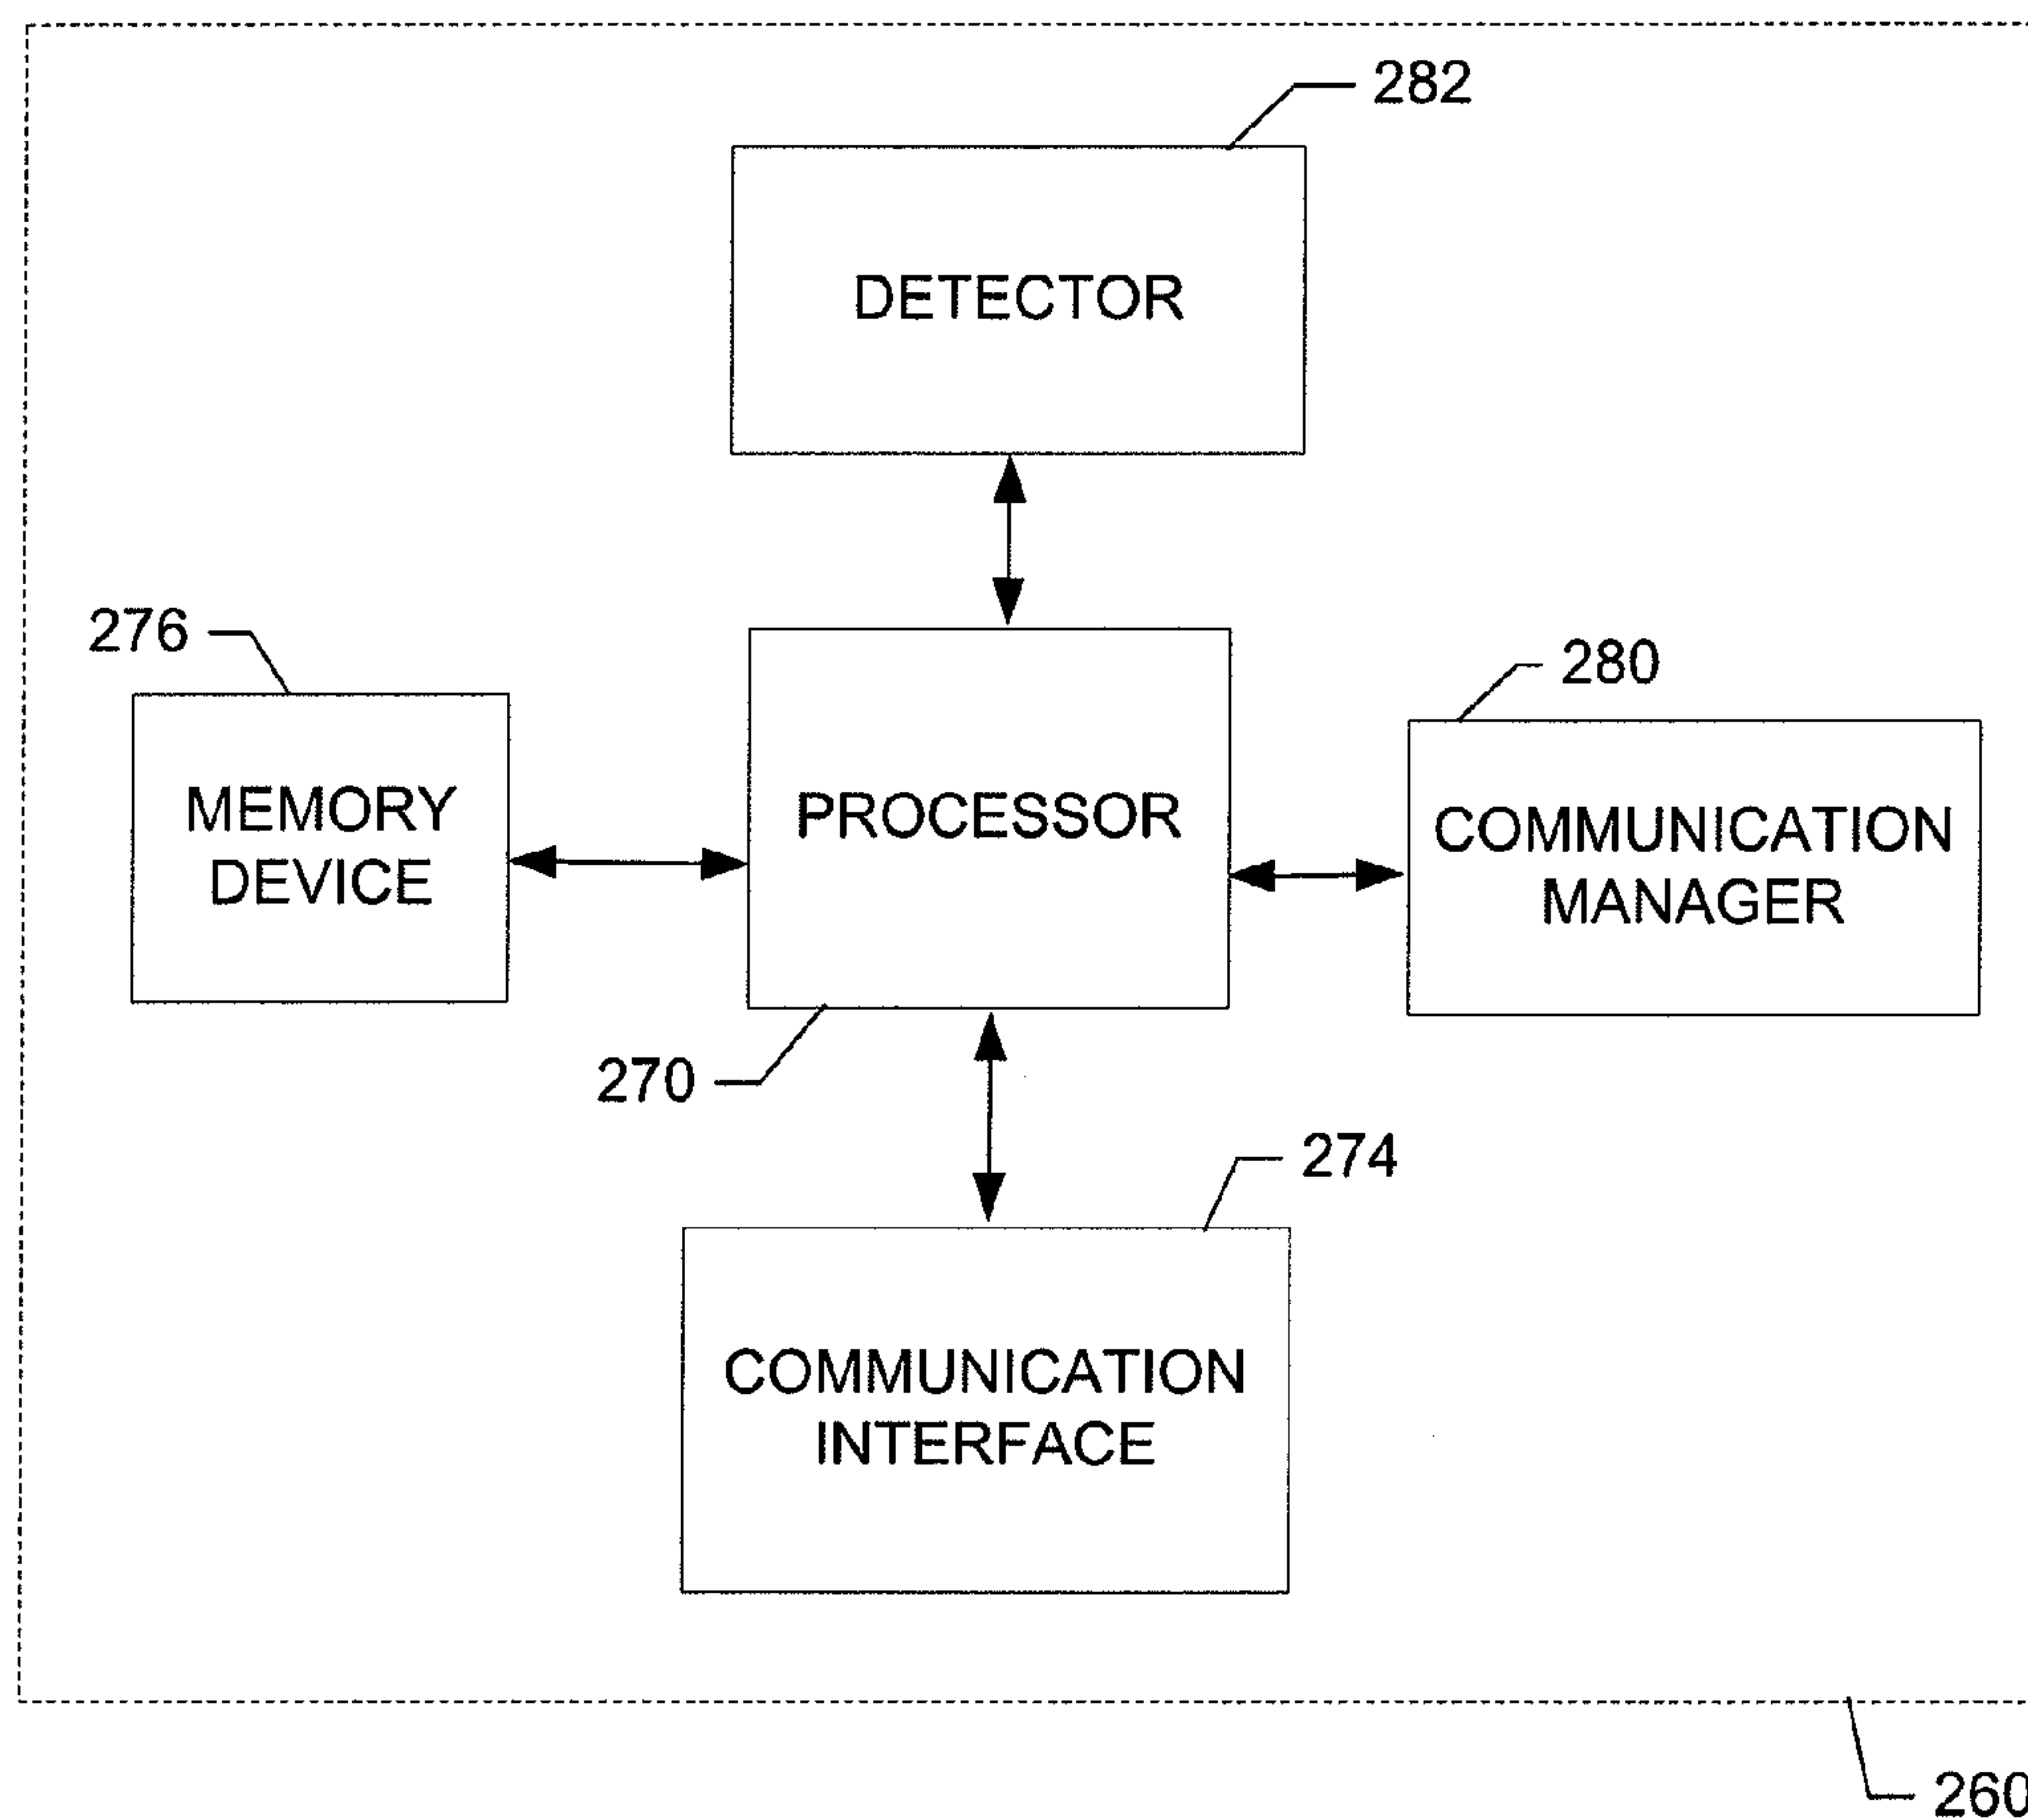 282
DETECTOR
276
280
MEMORY
DEVICE
PROCESSOR
COMMUNICATION
MANAGER
270
274
COMMUNICATION
INTERFACE
260